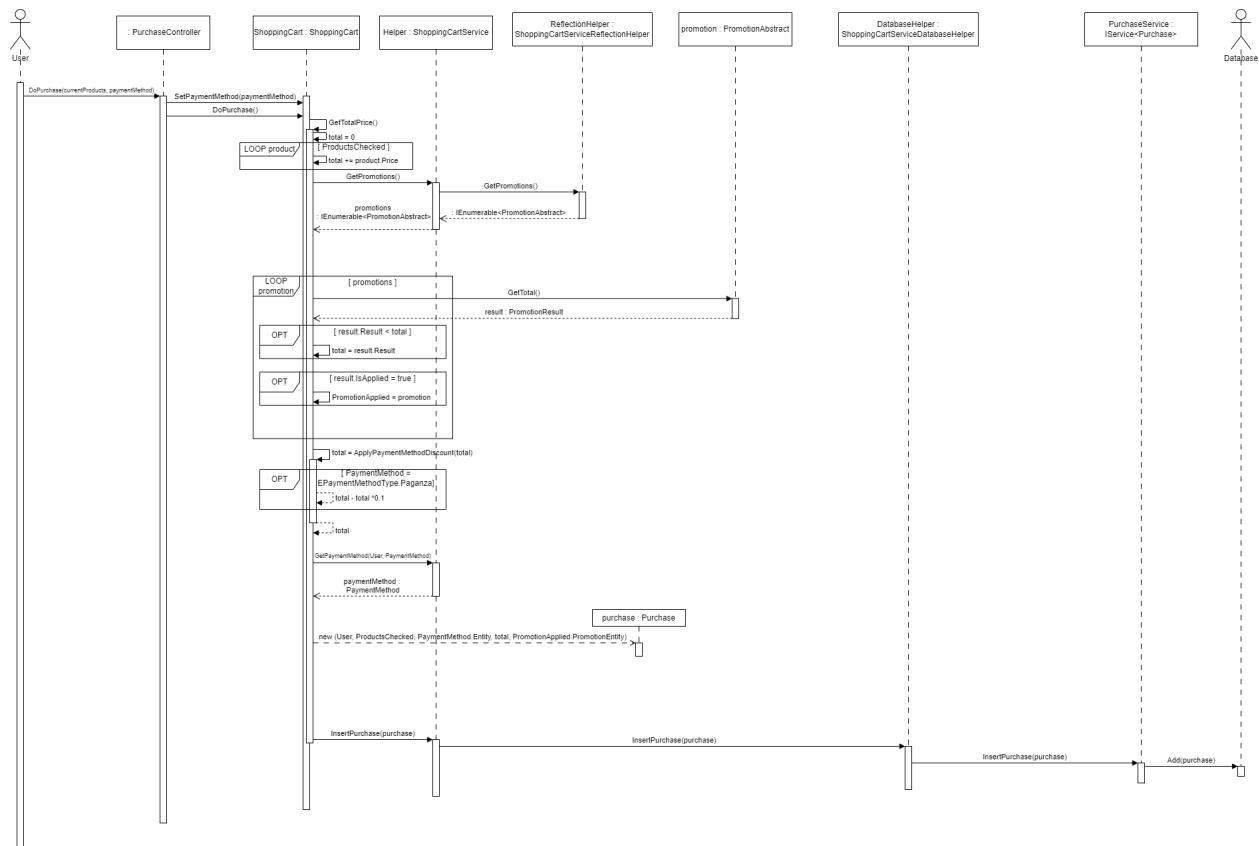 User
: PurchaseController
ShoppingCart : ShoppingCart
Helper : ShoppingCartService
ReflectionHelper :
ShoppingCartServiceReflectionHelper
promotion : PromotionAbstract
DatabaseHelper :
ShoppingCartServiceDatabaseHelper
PurchaseService :
IService<Purchase>
Database
DoPurchase(currentProducts, paymentMethod)
SetPaymentMethod(paymentMethod)
DoPurchase()
GetTotalPrice()
total = 0
LOOP product
[ ProductsChecked ]
total += product.Price
GetPromotions()
GetPromotions()
promotions
: IEnumerable<PromotionAbstract>
: IEnumerable<PromotionAbstract>
LOOP
promotion
[ promotions ]
GetTotal()
result : PromotionResult
OPT
[ result.Result < total ]
total = result.Result
OPT
[ result.IsApplied = true ]
PromotionApplied = promotion
total = ApplyPaymentMethodDiscount(total)
OPT
[ PaymentMethod =
EPaymentMethodType.Paganza]
total - total *0.1
total
GetPaymentMethod(User, PaymentMethod)
paymentMethod :
PaymentMethod
purchase : Purchase
new (User, ProductsChecked, PaymentMethod.Entity, total, PromotionApplied.PromotionEntity)
InsertPurchase(purchase)
InsertPurchase(purchase)
InsertPurchase(purchase)
Add(purchase)